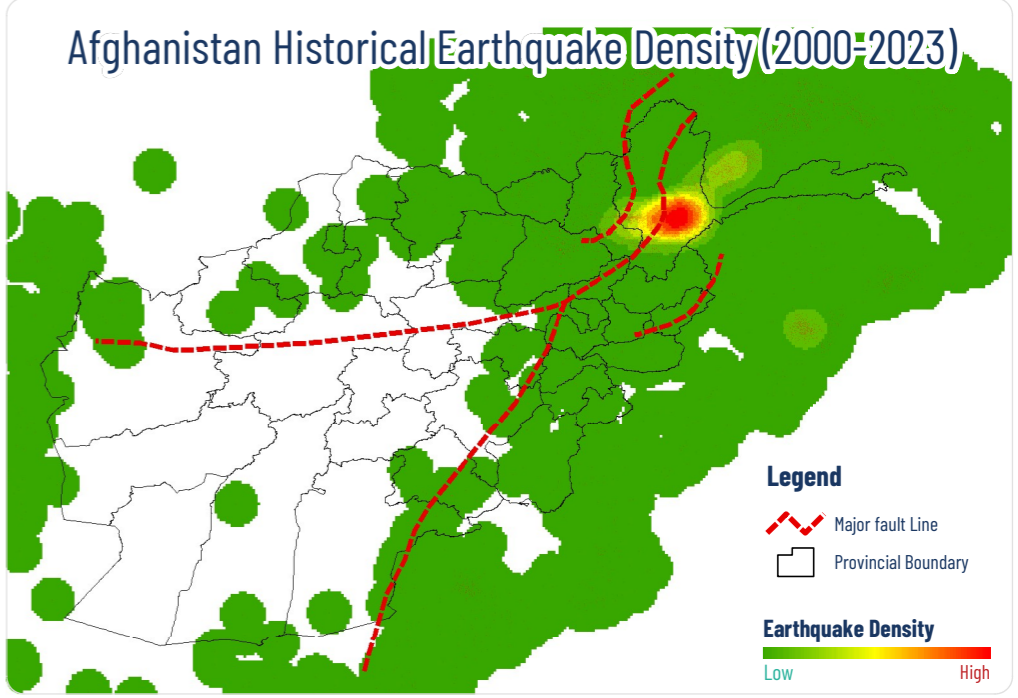 Afghanistan Historical Earthquake Density (2000-2023)
Legend
Major fault Line
Provincial Boundary
Earthquake Density
Low
High